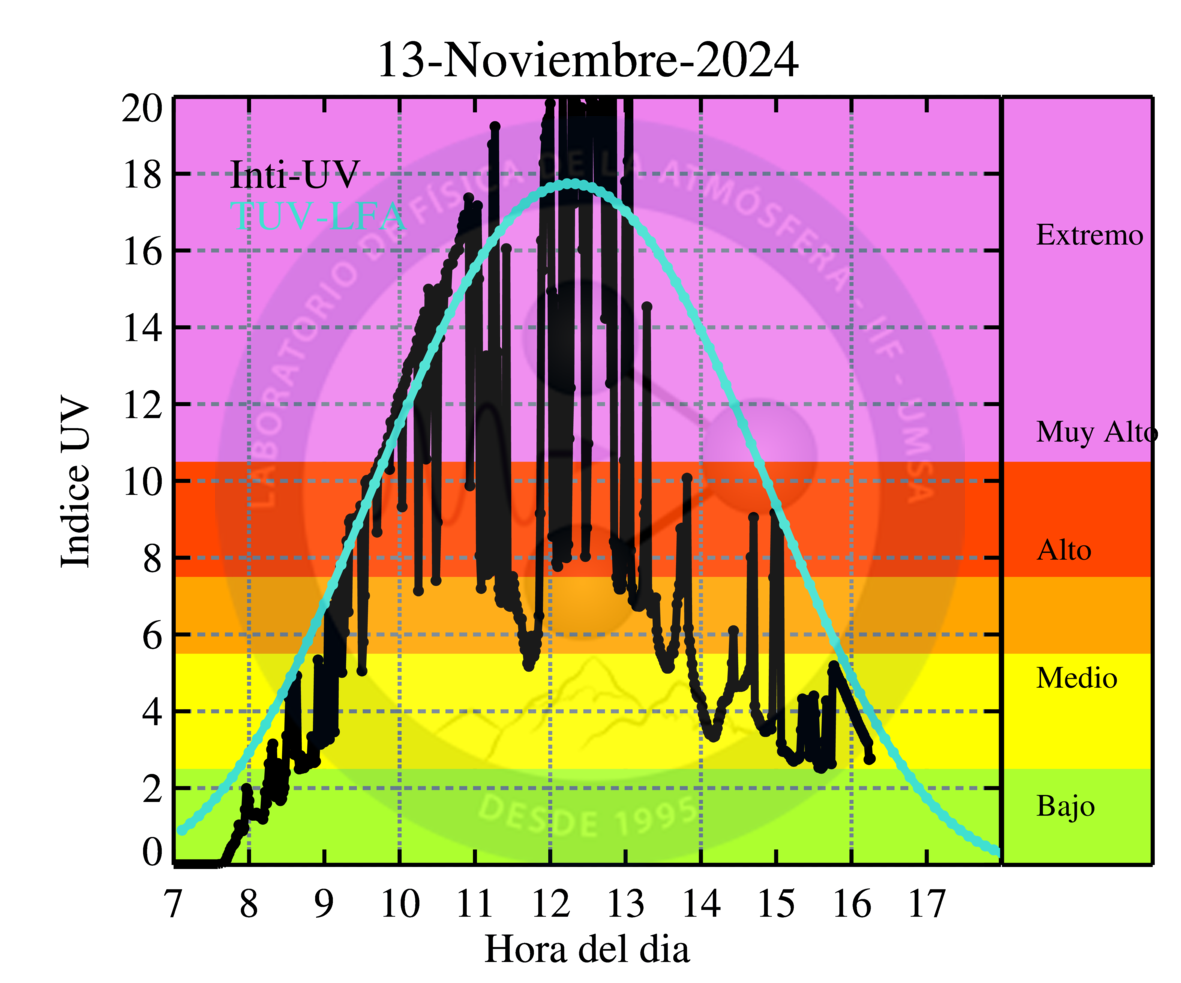 13-Noviembre-2024
Indice UV
20
18
16
14
12
10
8
6
4
2
0
Inti-UV
TUV-LFA
LABORATORIO DE FÍSICA DE LA ATMÓSFERA - IIF - UMSA
DESDE 1995
Extremo
Muy Alto
Alto
Medio
Bajo
7 8 9 10 11 12 13 14 15 16 17
Hora del dia